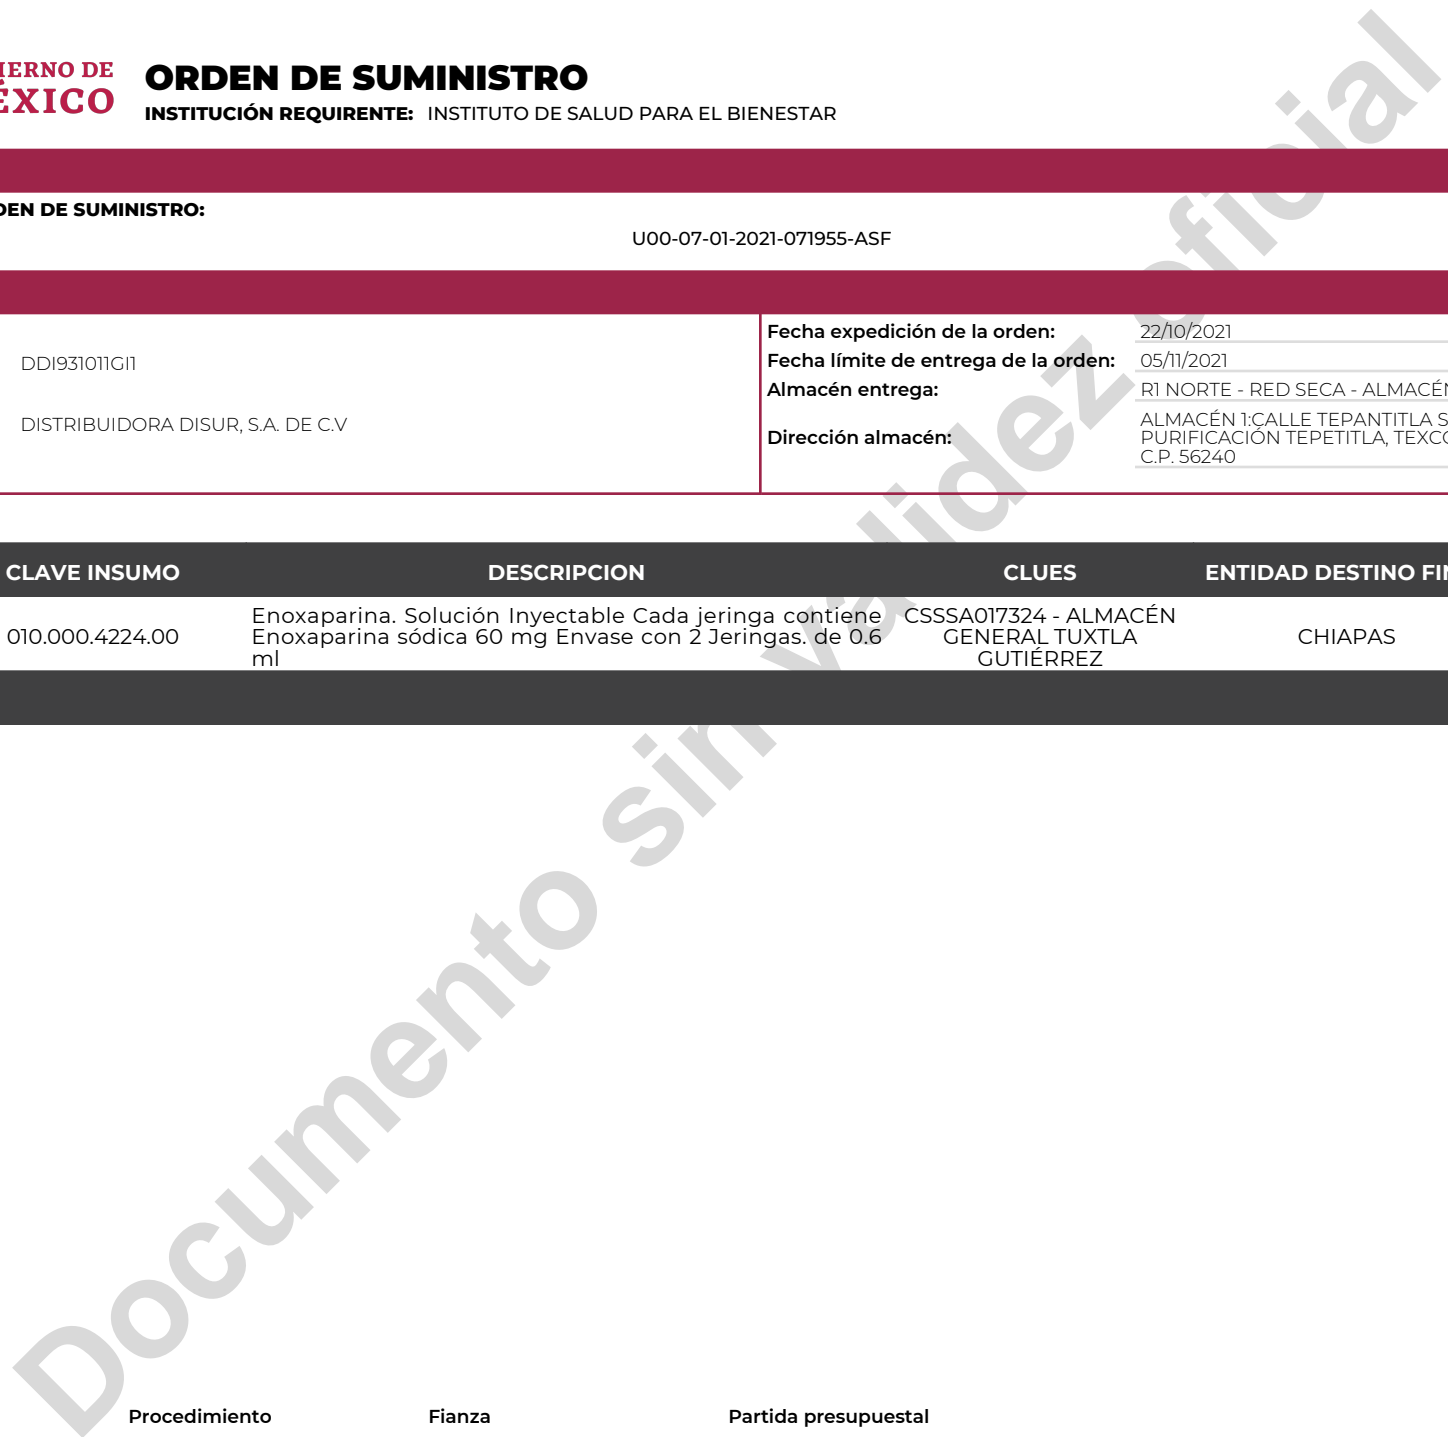 IERNO DE
ÉXICO
ORDEN DE SUMINISTRO
INSTITUCIÓN REQUIRENTE: INSTITUTO DE SALUD PARA EL BIENESTAR
DEN DE SUMINISTRO:
U00-07-01-2021-071955-ASF
DDI931011GI1
DISTRIBUIDORA DISUR, S.A. DE C.V
Fecha expedición de la orden: 22/10/2021
Fecha límite de entrega de la orden: 05/11/2021
Almacén entrega: R1 NORTE - RED SECA - ALMACÉN
Dirección almacén: ALMACÉN 1:CALLE TEPANTITLA S
PURIFICACIÓN TEPETITLA, TEXCO
C.P. 56240
CLAVE INSUMO DESCRIPCION CLUES ENTIDAD DESTINO FIN
010.000.4224.00
Enoxaparina. Solución Inyectable Cada jeringa contiene
Enoxaparina sódica 60 mg Envase con 2 Jeringas. de 0.6
ml
CSSSA017324 - ALMACÉN
GENERAL TUXTLA
GUTIÉRREZ
CHIAPAS
Documento sin validez oficial
Procedimiento Fianza Partida presupuestal